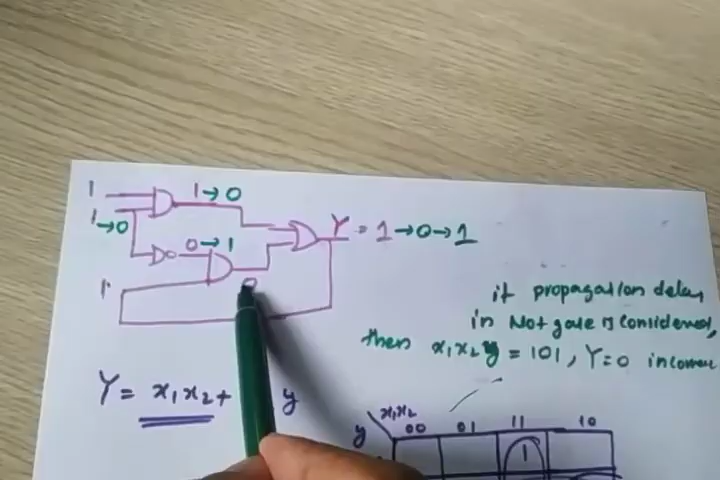 1
1 → 0
1 → 0
0 → 1
1
0
Y = 1 → 0 → 1
if propagation delay
in Not gate is considered,
then x₁x₂y = 101, Y=0
Y = x₁x₂ + y
x₁x₂
y
00 01 11 10
1